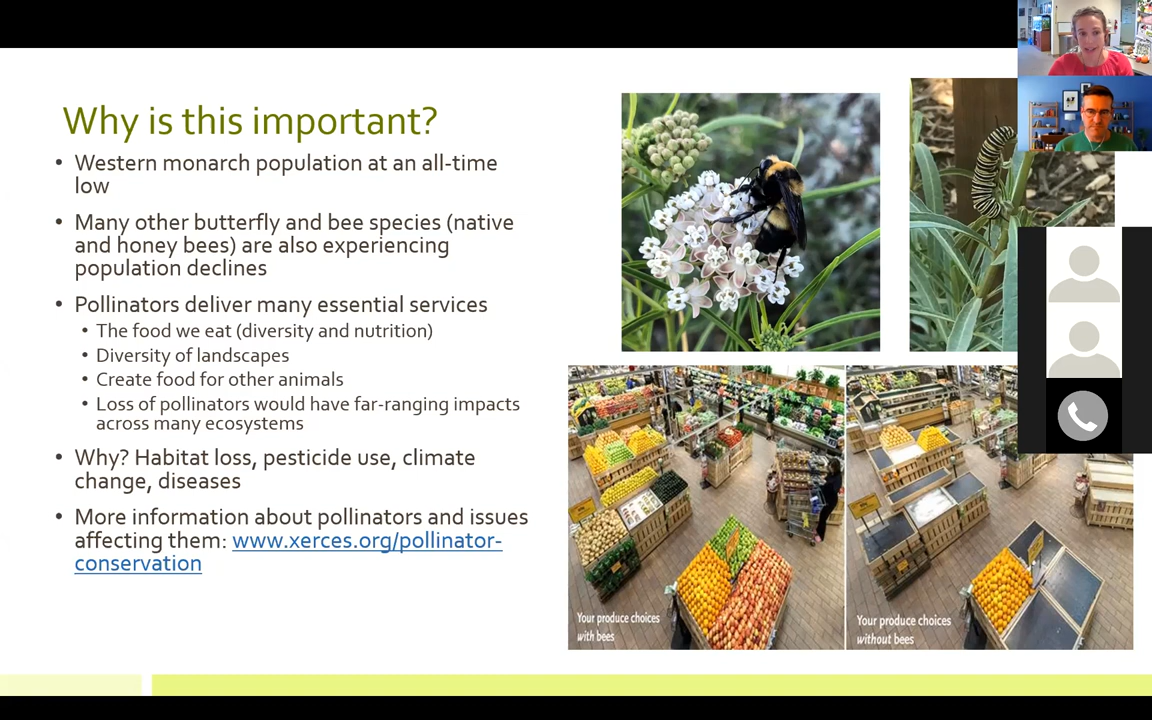 Why is this important?
• Western monarch population at an all-time
low
• Many other butterfly and bee species (native
and honey bees) are also experiencing
population declines
• Pollinators deliver many essential services
• The food we eat (diversity and nutrition)
• Diversity of landscapes
• Create food for other animals
• Loss of pollinators would have far-ranging impacts
across many ecosystems
• Why? Habitat loss, pesticide use, climate
change, diseases
• More information about pollinators and issues
affecting them: www.xerces.org/pollinator-
conservation
Your produce choices
with bees
Your produce choices
without bees